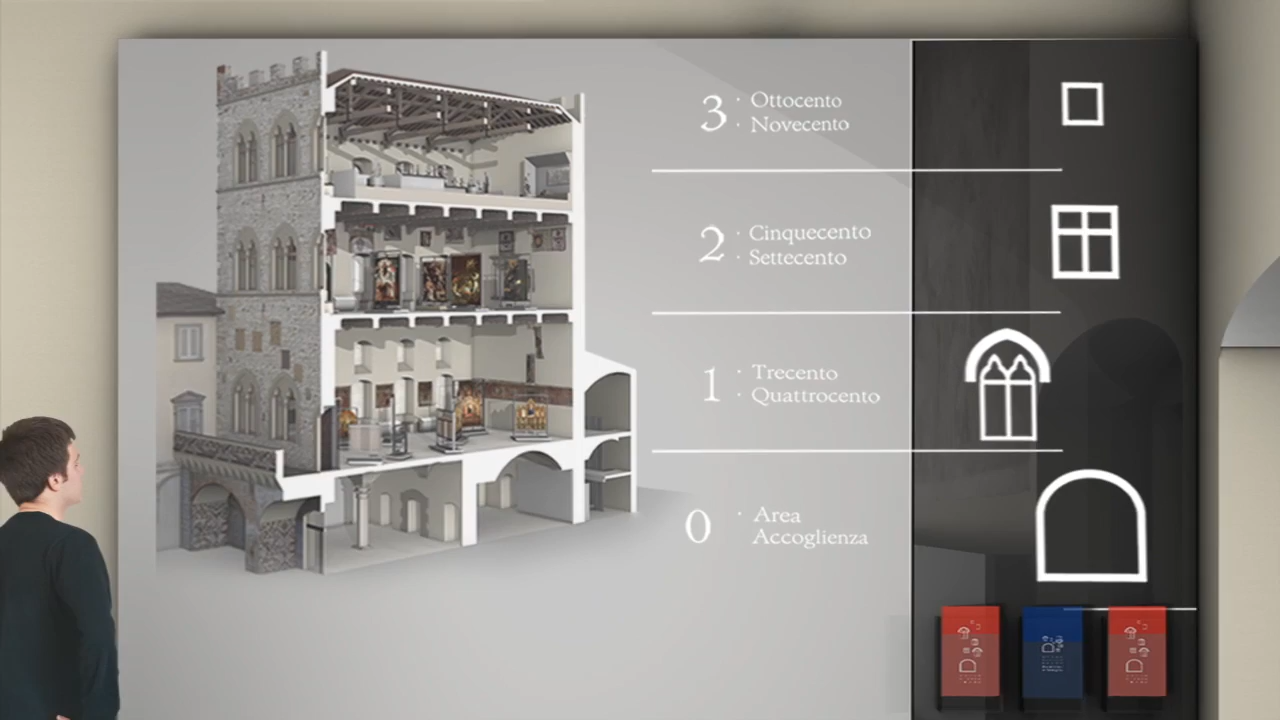 3
· Ottocento
· Novecento
2
· Cinquecento
· Settecento
1
· Trecento
· Quattrocento
0
· Area
Accoglienza